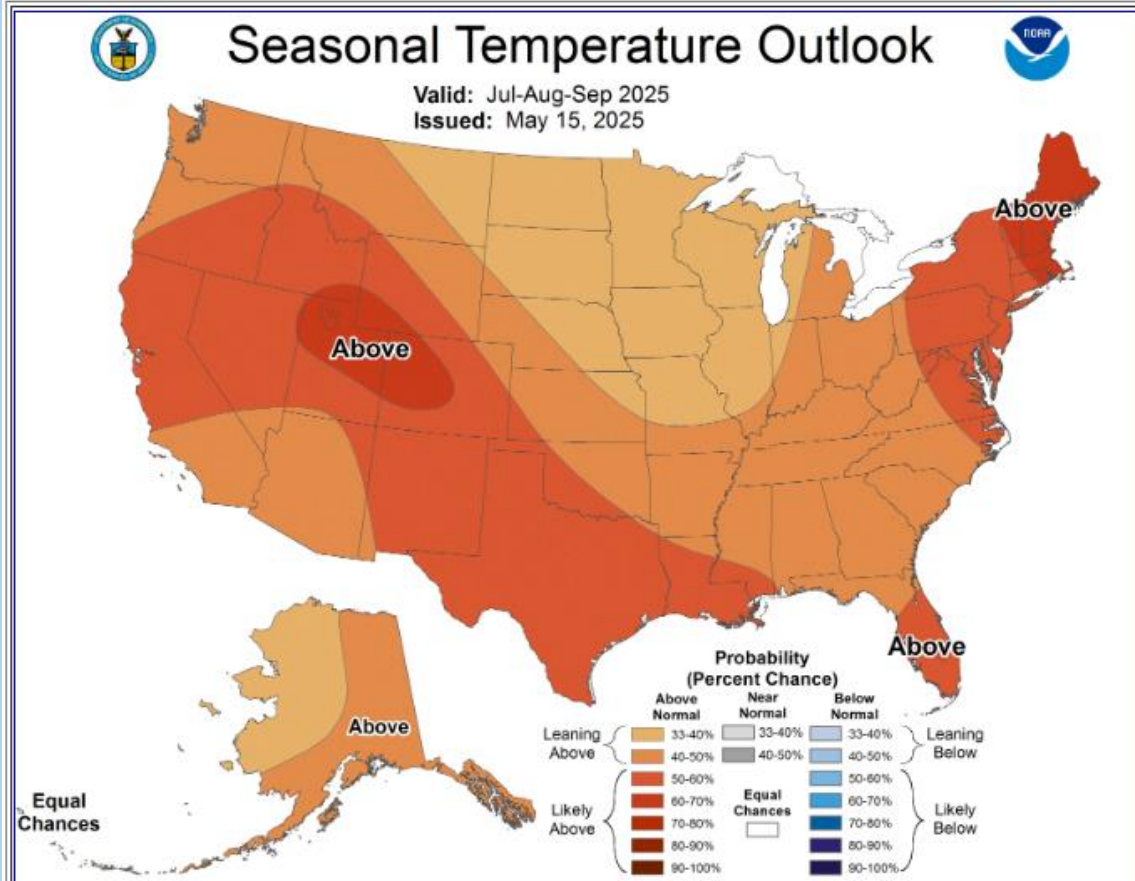 NOAA
Seasonal Temperature Outlook
Valid: Jul-Aug-Sep 2025
Issued: May 15, 2025
Above
Above
Above
Above
Equal
Chances
Probability
(Percent Chance)
Above
Normal
Near
Normal
Below
Normal
Leaning
Above
33-40%
33-40%
33-40%
Leaning
Below
40-50%
40-50%
40-50%
Likely
Above
50-60%
60-70%
70-80%
80-90%
90-100%
Equal
Chances
50-60%
60-70%
70-80%
80-90%
90-100%
Likely
Below